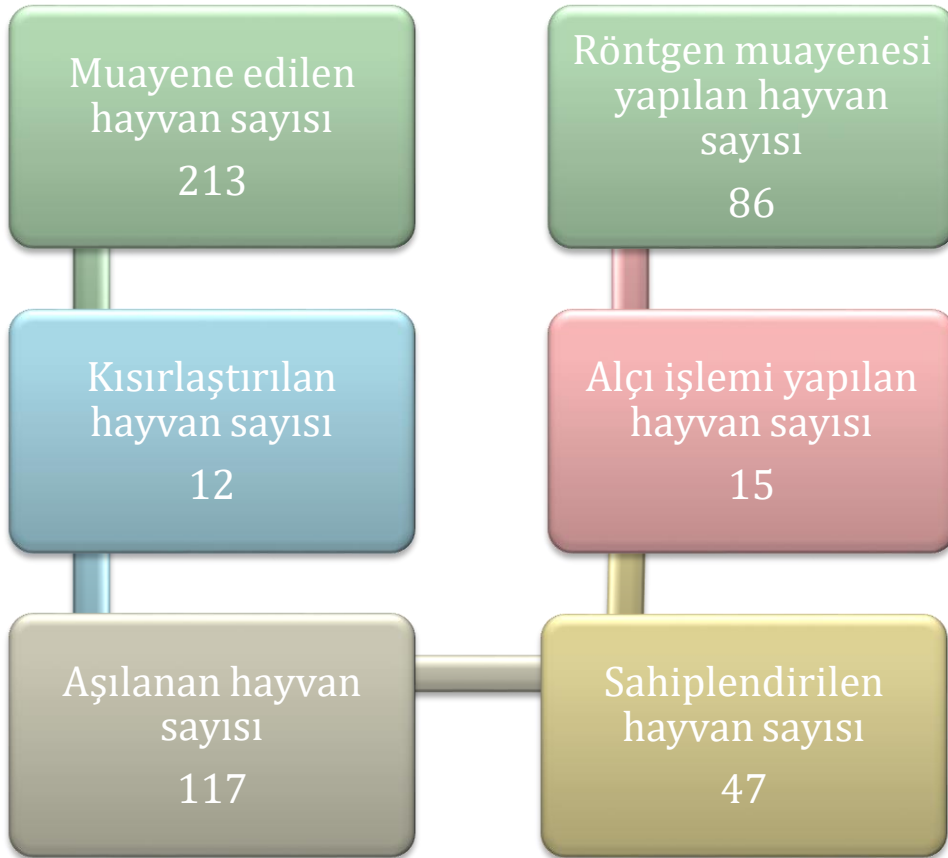 Muayene edilen
hayvan sayısı
213
Kısırlaştırılan
hayvan sayısı
12
Aşılanan hayvan
sayısı
117
Sahiplendirilen
hayvan sayısı
47
Alçı işlemi yapılan
hayvan sayısı
15
Röntgen muayenesi
yapılan hayvan
sayısı
86